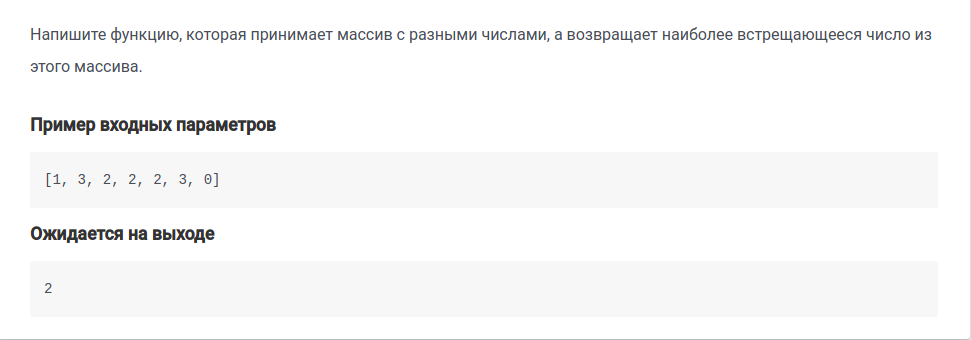 Напишите функцию, которая принимает массив с разными числами, а возвращает наиболее встрещающееся число из
этого массива.
Пример входных параметров
[1, 3, 2, 2, 2, 3, 0]
Ожидается на выходе
2